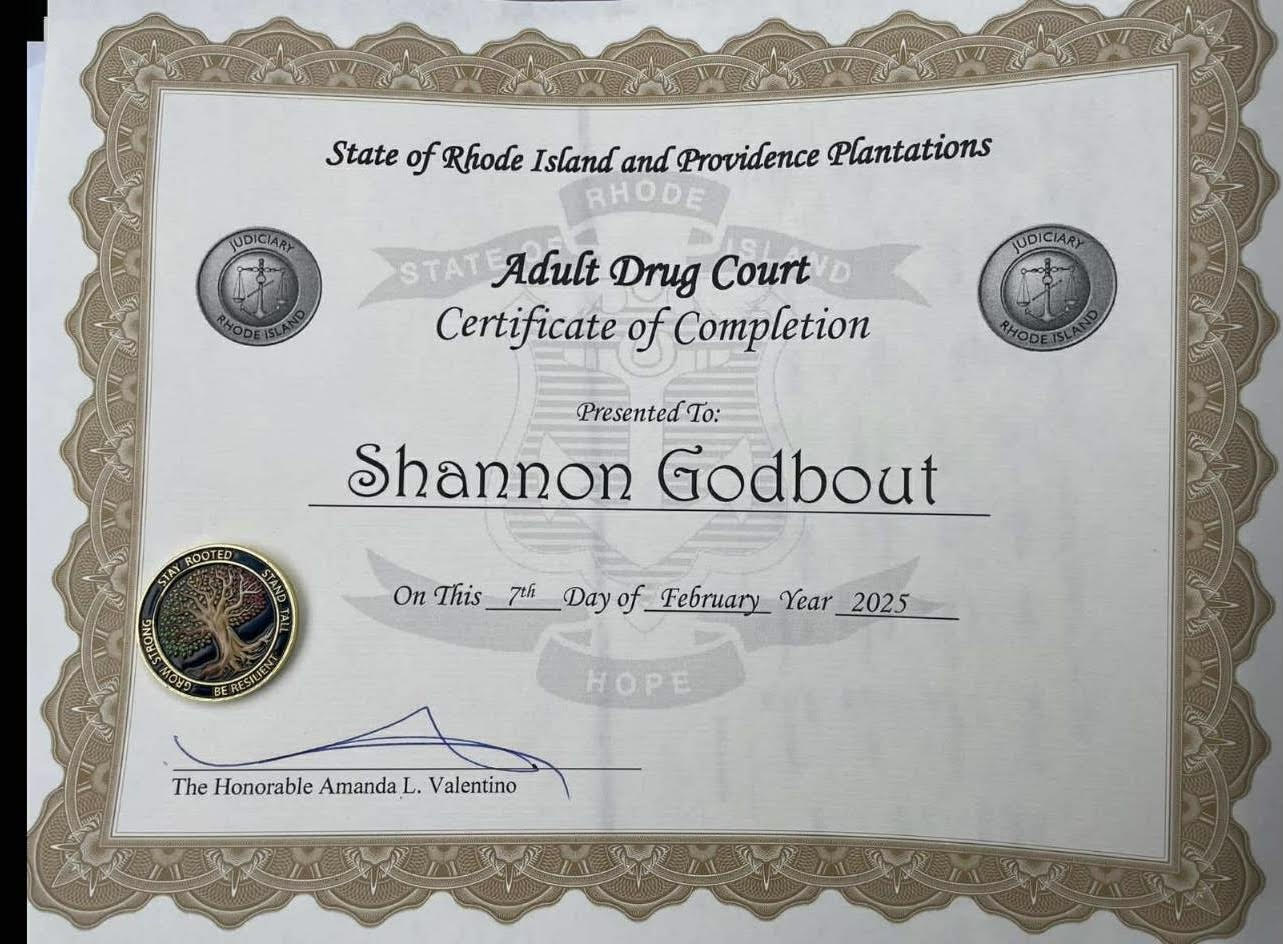 State of Rhode Island and Providence Plantations
RHODE
STATE OF
ISLAND
JUDICIARY
RHODE ISLAND
JUDICIARY
RHODE ISLAND
Adult Drug Court
Certificate of Completion
Presented To:
Shannon Godbout
On This 7th Day of February Year 2025
STAY ROOTED
STAND TALL
BE RESILIENT
GROW STRONG
HOPE
The Honorable Amanda L. Valentino